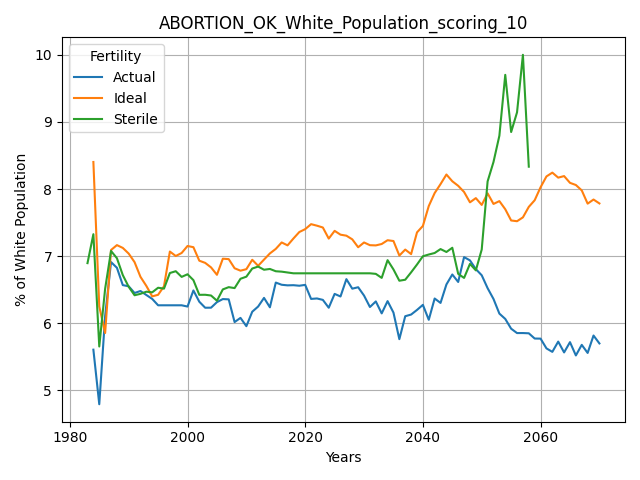 ABORTION_OK_White_Population_scoring_10
Fertility
Actual
Ideal
Sterile
% of White Population
10
9
8
7
6
5
1980
2000
2020
2040
2060
Years